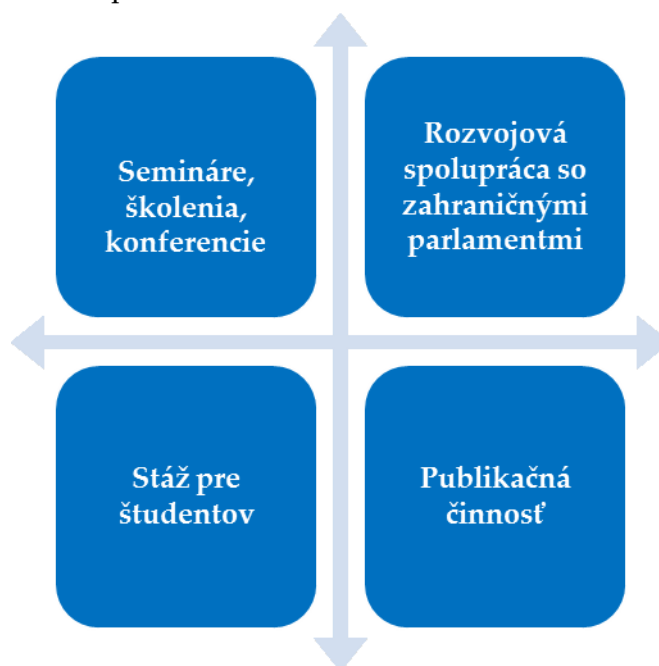 Semináre,
školenia,
konferencie
Rozvojová
spolupráca so
zahraničnými
parlamentmi
Stáž pre
študentov
Publikačná
činnosť